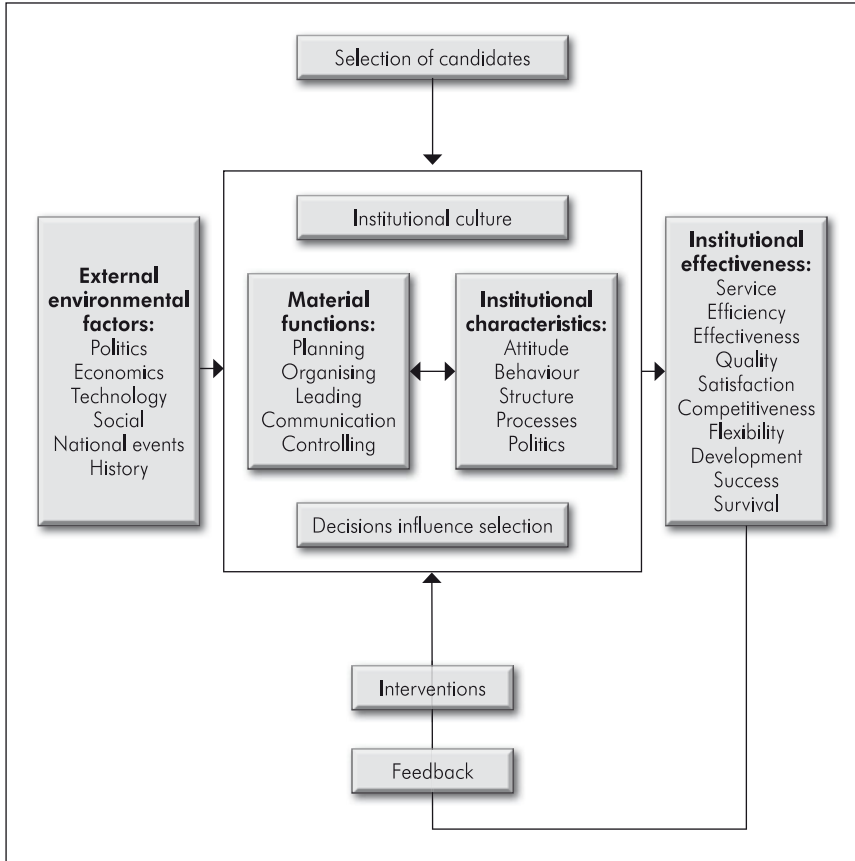 Selection of candidates
Institutional culture
External
environmental
factors:
Politics
Economics
Technology
Social
National events
History
Material
functions:
Planning
Organising
Leading
Communication
Controlling
Institutional
characteristics:
Attitude
Behaviour
Structure
Processes
Politics
Institutional
effectiveness:
Service
Efficiency
Effectiveness
Quality
Satisfaction
Competitiveness
Flexibility
Development
Success
Survival
Decisions influence selection
Interventions
Feedback